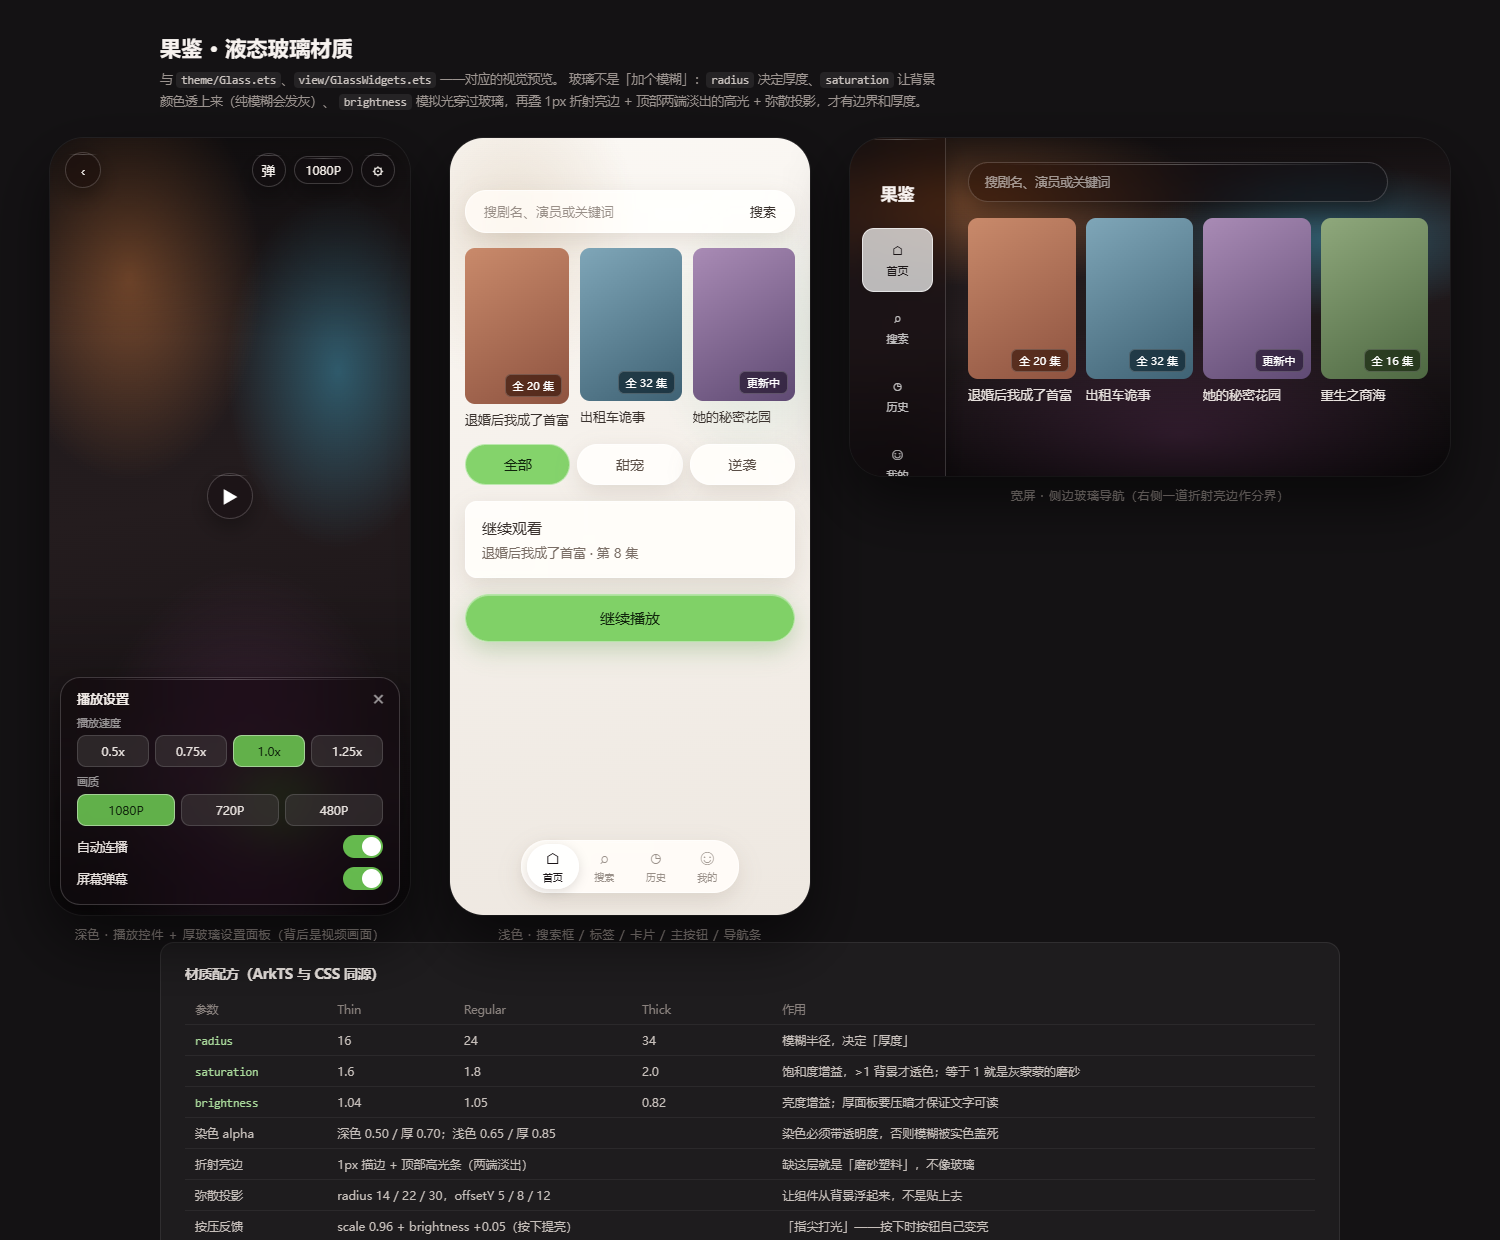 果鉴 · 液态玻璃材质
与 theme/Glass.ets、view/GlassWidgets.ets ——对应的视觉预览。 玻璃不是「加个模糊」: radius 决定厚度、saturation 让背景
颜色透上来（纯模糊会发灰）、brightness 模拟光穿过玻璃，再叠 1px 折射亮边 + 顶部两端淡出的高光 + 弥散投影，才有边界和厚度。
‹
弹
1080P
播放设置
✕
播放速度
0.5x
0.75x
1.0x
1.25x
画质
1080P
720P
480P
自动连播
屏幕弹幕
深色 · 播放控件 + 厚玻璃设置面板（背后是视频画面）
搜剧名、演员或关键词
搜索
全 20 集
全 32 集
更新中
退婚后我成了首富
出租车诡事
她的秘密花园
全部
甜宠
逆袭
继续观看
退婚后我成了首富 · 第 8 集
继续播放
首页
搜索
历史
我的
浅色 · 搜索框 / 标签 / 卡片 / 主按钮 / 导航条
果鉴
首页
搜索
历史
我的
搜剧名、演员或关键词
全 20 集
全 32 集
更新中
全 16 集
退婚后我成了首富
出租车诡事
她的秘密花园
重生之商海
宽屏 · 侧边玻璃导航（右侧一道折射亮边作分界）
材质配方（ArkTS 与 CSS 同源）
参数 Thin Regular Thick 作用
radius 16 24 34 模糊半径，决定「厚度」
saturation 1.6 1.8 2.0 饱和度增益，>1 背景才透色；等于 1 就是灰蒙蒙的磨砂
brightness 1.04 1.05 0.82 亮度增益；厚面板要压暗才保证文字可读
染色 alpha 深色 0.50 / 厚 0.70；浅色 0.65 / 厚 0.85 染色必须带透明度，否则模糊被实色盖死
折射亮边 1px 描边 + 顶部高光条（两端淡出） 缺这层就是「磨砂塑料」，不像玻璃
弥散投影 radius 14 / 22 / 30，offsetY 5 / 8 / 12 让组件从背景浮起来，不是贴上去
按压反馈 scale 0.96 + brightness +0.05（按下提亮） 「指尖打光」——按下时按钮自己变亮